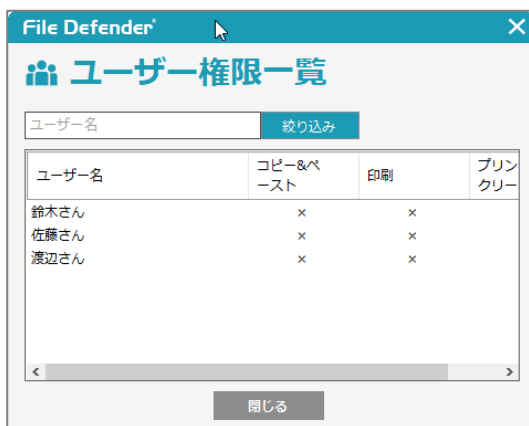 File Defender®
ユーザー権限一覧
ユーザー名
絞り込み
ユーザー名 コピー&ペ 印刷 プリン
ースト クリー
鈴木さん × ×
佐藤さん × ×
渡辺さん × ×
閉じる